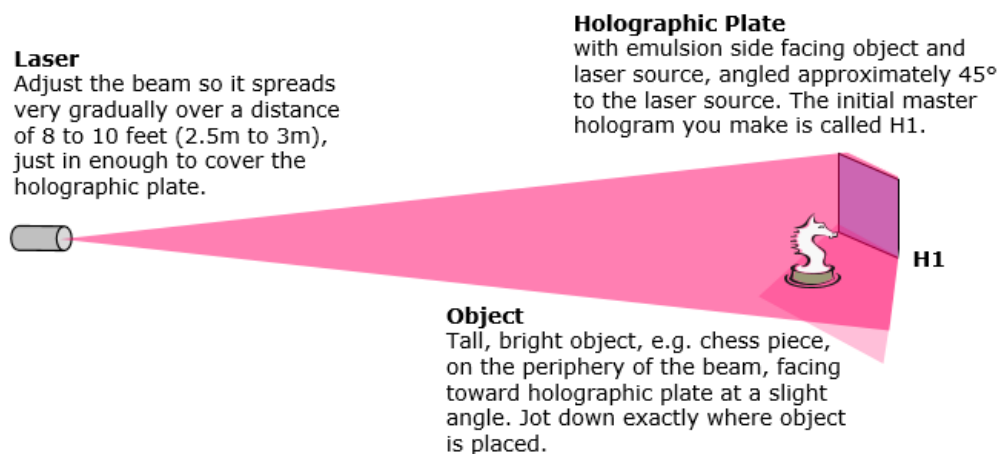 Laser
Adjust the beam so it spreads
very gradually over a distance
of 8 to 10 feet (2.5m to 3m),
just in enough to cover the
holographic plate.
Holographic Plate
with emulsion side facing object and
laser source, angled approximately 45°
to the laser source. The initial master
hologram you make is called H1.
H1
Object
Tall, bright object, e.g. chess piece,
on the periphery of the beam, facing
toward holographic plate at a slight
angle. Jot down exactly where object
is placed.